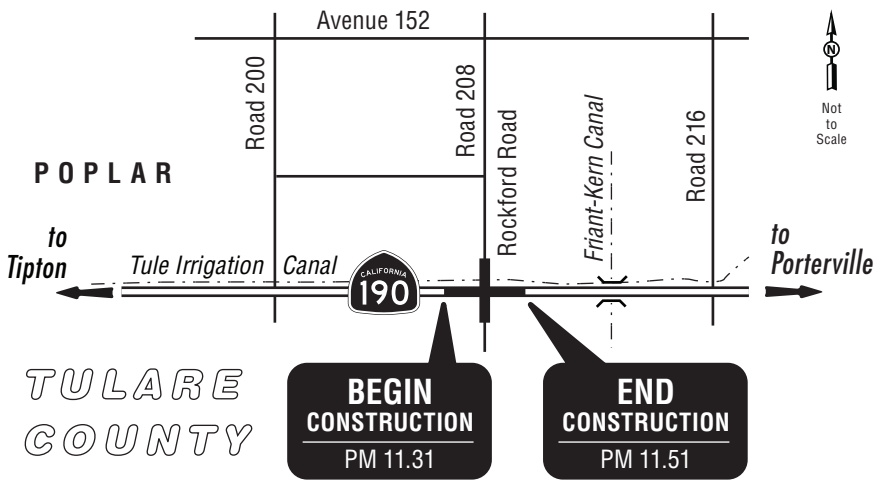 Avenue 152
Road 200
Road 208
Rockford Road
Friant-Kern Canal
Road 216
N
Not
to
Scale
POPLAR
to
Tipton
Tule Irrigation Canal
CALIFORNIA
190
to
Porterville
TULARE
COUNTY
BEGIN
CONSTRUCTION
PM 11.31
END
CONSTRUCTION
PM 11.51